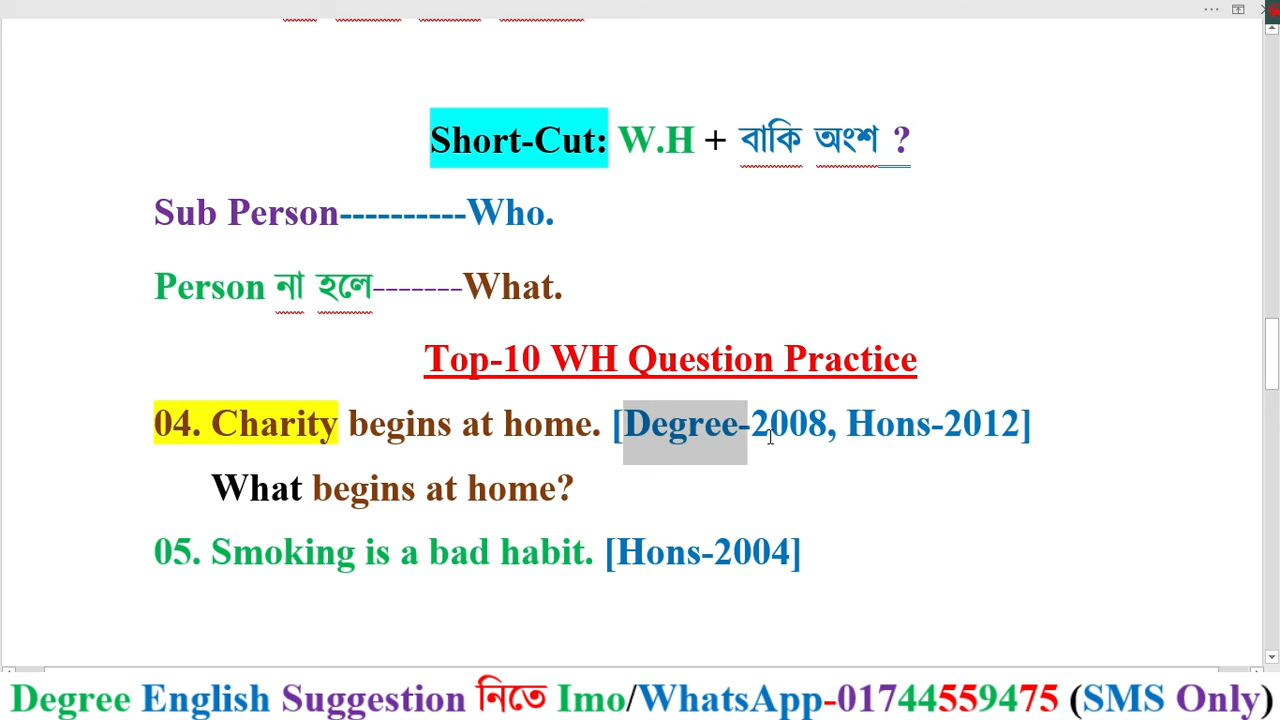 Short-Cut: W.H + বাকি অংশ ?
Sub Person----------Who.
Person না হলে-------What.
Top-10 WH Question Practice
04. Charity begins at home. [Degree-2008, Hons-2012]
What begins at home?
05. Smoking is a bad habit. [Hons-2004]
Degree English Suggestion নিতে Imo/WhatsApp-01744559475 (SMS Only)